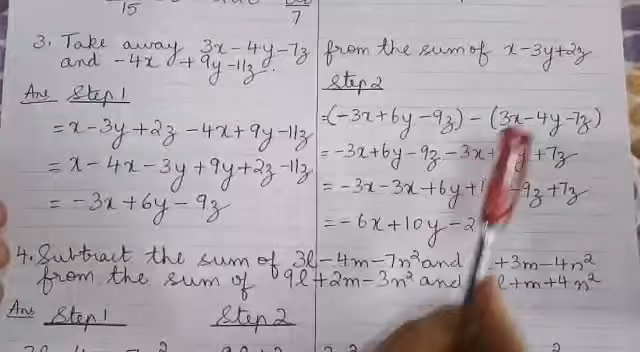 15
7
3. Take away 3x-4y-7z from the sum of x-3y+2z
and -4x+9y-11z.
Ans Step 1
= x-3y+2z-4x+9y-11z
= x-4x-3y+9y+2z-11z
= -3x+6y-9z
Step 2
=(-3x+6y-9z)-(3x-4y-7z)
= -3x+6y-9z-3x+ y+7z
= -3x-3x+6y+ -9z+7z
= -6x+10y-2
4. Subtract the sum of 3l-4m-7n² and +3m-4n²
from the sum of 9l+2m-3n² and l+m+4n²
Ans Step 1 Step 2